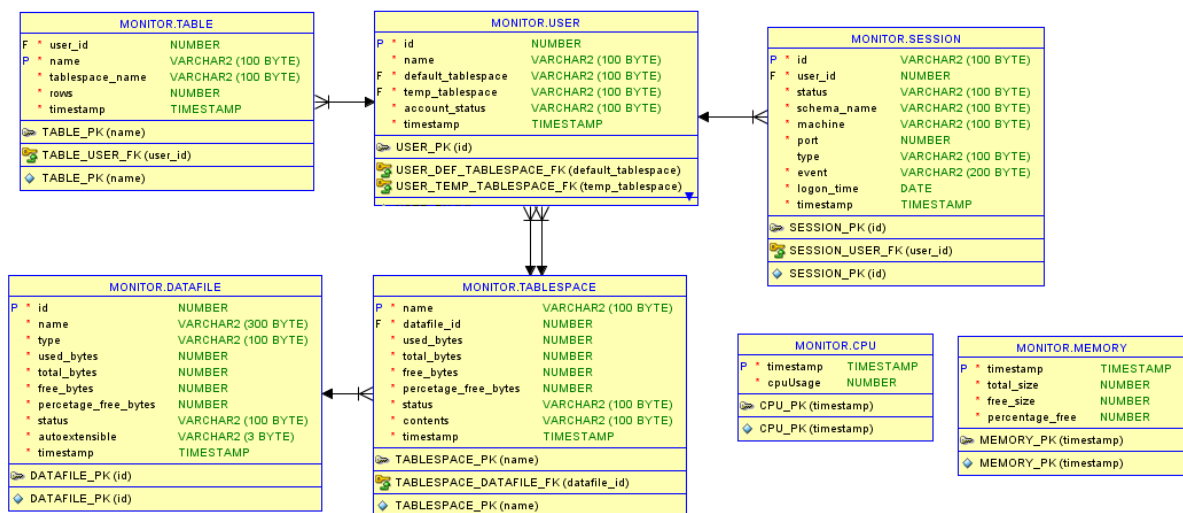 MONITOR.TABLE
F * user_id NUMBER
P * name VARCHAR2 (100 BYTE)
* tablespace_name VARCHAR2 (100 BYTE)
* rows NUMBER
* timestamp TIMESTAMP
TABLE_PK (name)
TABLE_USER_FK (user_id)
TABLE_PK (name)
MONITOR.USER
P * id NUMBER
* name VARCHAR2 (100 BYTE)
F * default_tablespace VARCHAR2 (100 BYTE)
F * temp_tablespace VARCHAR2 (100 BYTE)
* account_status VARCHAR2 (100 BYTE)
* timestamp TIMESTAMP
USER_PK (id)
USER_DEF_TABLESPACE_FK (default_tablespace)
USER_TEMP_TABLESPACE_FK (temp_tablespace)
MONITOR.SESSION
P * id VARCHAR2 (100 BYTE)
F * user_id NUMBER
* status VARCHAR2 (100 BYTE)
* schema_name VARCHAR2 (100 BYTE)
* machine VARCHAR2 (100 BYTE)
* port NUMBER
type VARCHAR2 (100 BYTE)
* event VARCHAR2 (200 BYTE)
* logon_time DATE
* timestamp TIMESTAMP
SESSION_PK (id)
SESSION_USER_FK (user_id)
SESSION_PK (id)
MONITOR.DATAFILE
P * id NUMBER
* name VARCHAR2 (300 BYTE)
* type VARCHAR2 (100 BYTE)
* used_bytes NUMBER
* total_bytes NUMBER
* free_bytes NUMBER
* percetage_free_bytes NUMBER
* status VARCHAR2 (100 BYTE)
* autoextensible VARCHAR2 (3 BYTE)
* timestamp TIMESTAMP
DATAFILE_PK (id)
DATAFILE_PK (id)
MONITOR.TABLESPACE
P * name VARCHAR2 (100 BYTE)
F * datafile_id NUMBER
* used_bytes NUMBER
* total_bytes NUMBER
* free_bytes NUMBER
* percetage_free_bytes NUMBER
* status VARCHAR2 (100 BYTE)
* contents VARCHAR2 (100 BYTE)
* timestamp TIMESTAMP
TABLESPACE_PK (name)
TABLESPACE_DATAFILE_FK (datafile_id)
TABLESPACE_PK (name)
MONITOR.CPU
P * timestamp TIMESTAMP
* cpuUsage NUMBER
CPU_PK (timestamp)
CPU_PK (timestamp)
MONITOR.MEMORY
P * timestamp TIMESTAMP
* total_size NUMBER
* free_size NUMBER
* percentage_free NUMBER
MEMORY_PK (timestamp)
MEMORY_PK (timestamp)